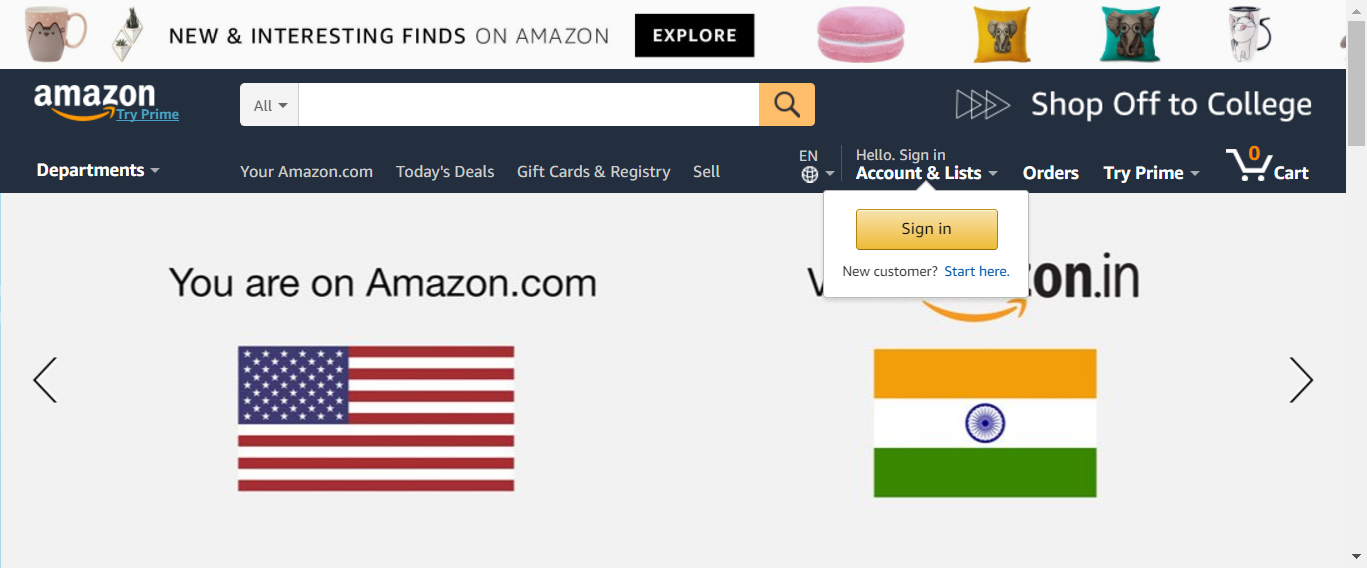 NEW & INTERESTING FINDS ON AMAZON EXPLORE
amazon
Try Prime
All
Shop Off to College
Departments
Your Amazon.com Today's Deals Gift Cards & Registry Sell
EN
Hello. Sign in
Account & Lists
Orders
Try Prime
0
Cart
Sign in
New customer? Start here.
You are on Amazon.com
on.in